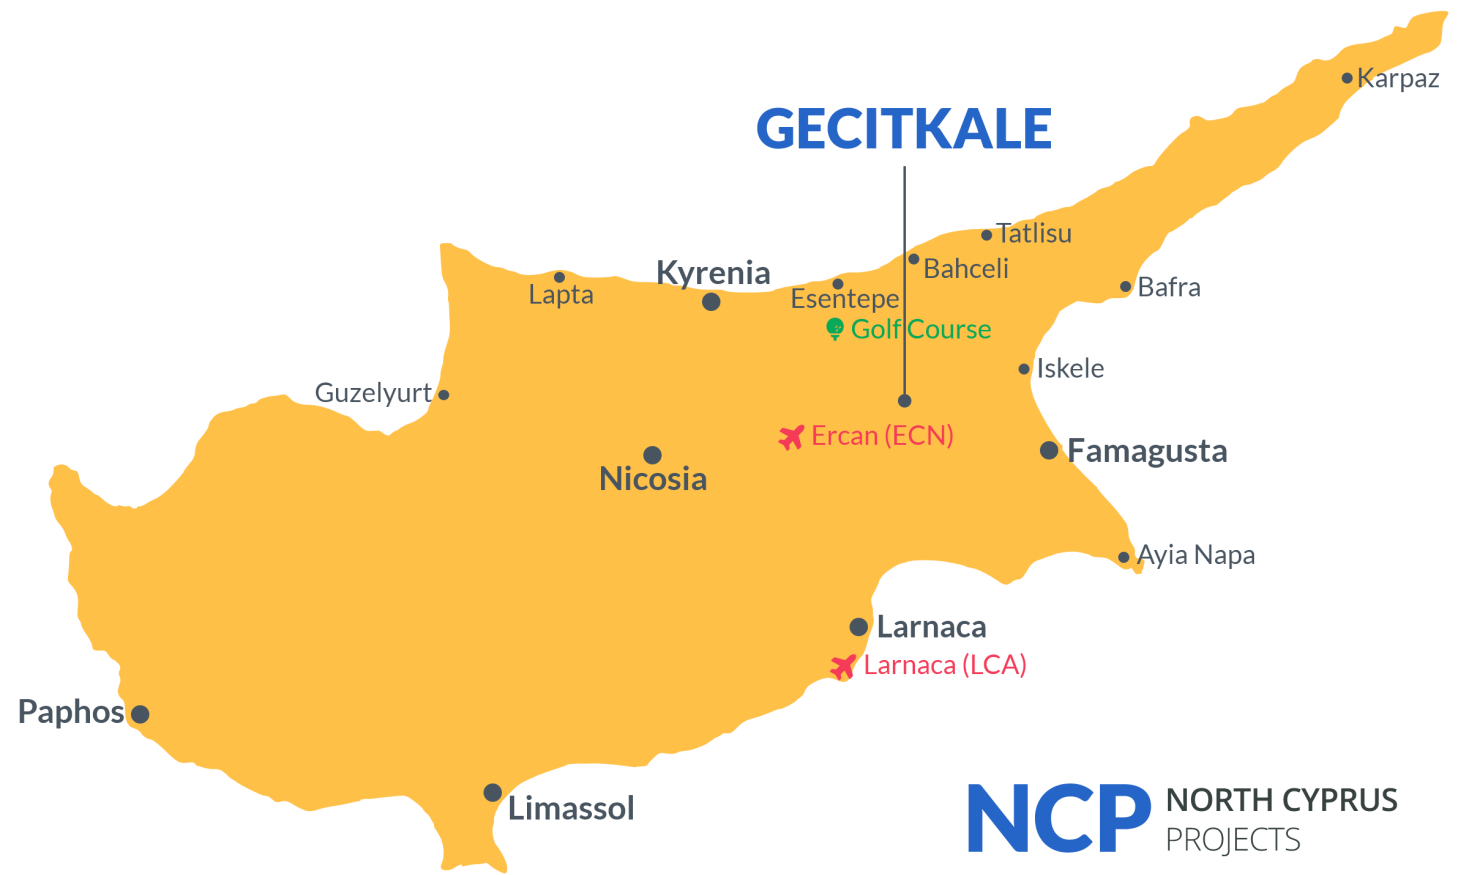 Karpaz
GECITKALE
Tatlisu
Bahceli
Kyrenia
Lapta
Esentepe
Bafra
Golf Course
Iskele
Guzelyurt
Ercan (ECN)
Famagusta
Nicosia
Ayia Napa
Larnaca
Larnaca (LCA)
Paphos
Limassol
NCP
NORTH CYPRUS
PROJECTS